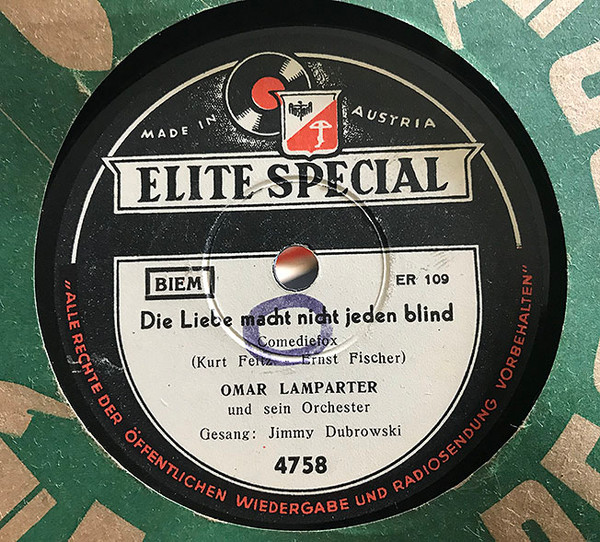 MADE IN AUSTRIA
ELITE SPECIAL
BIEM
ER 109
Die Liebe macht nicht jeden blind
Comediefox
(Kurt Feltz - Ernst Fischer)
OMAR LAMPARTER
und sein Orchester
Gesang: Jimmy Dubrowski
4758
„ALLE RECHTE DER ÖFFENTLICHEN WIEDERGABE UND RADIOSENDUNG VORBEHALTEN"